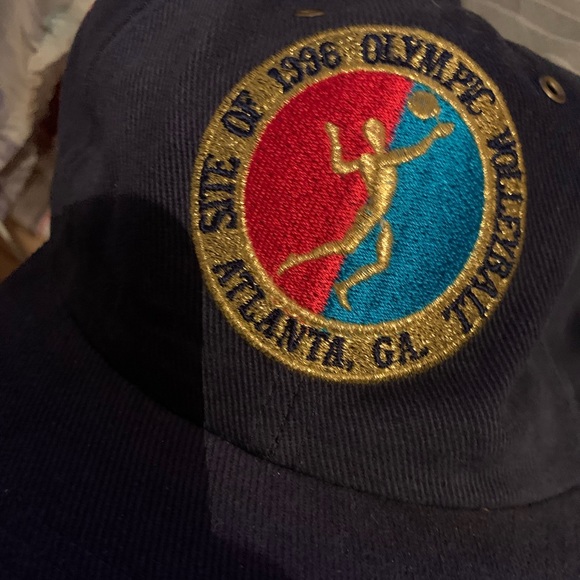 SITE OF 1996 OLYMPIC VOLLEYBALL
ATLANTA, GA.